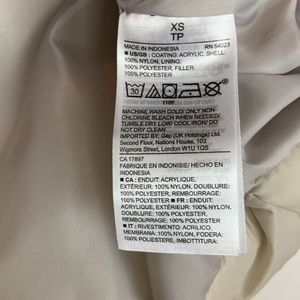 XS
TP
MADE IN INDONESIA RN 54023
■ US/GB : COATING: ACRYLIC, SHELL:
100% NYLON, LINING:
100% POLYESTER, FILLER:
100% POLYESTER
30
MACHINE WASH COLD/ ONLY NON-
CHLORINE BLEACH WHEN NEEDED/
TUMBLE DRY LOW/ COOL IRON/ DO
NOT DRY CLEAN
IMPORTED BY: Gap (UK Holdings) Ltd.
Second Floor, Nations House, 103
Wigmore Street, London W1U 1QS
CA 17897
FABRIQUE EN INDONESIE/ HECHO EN
INDONESIA
■ CA : ENDUIT: ACRYLIQUE,
EXTÉRIEUR: 100% NYLON, DOUBLURE:
100% POLYESTER, REMBOURRAGE:
100% POLYESTER ■ FR : ENDUIT:
ACRYLIQUE, EXTÉRIEUR: 100% NYLON,
DOUBLURE: 100% POLYESTER,
REMBOURRAGE: 100% POLYESTER
■ IT : RIVESTIMENTO: ACRILICO,
MEMBRANA: 100% NYLON, FODERA:
100% POLIESTERE, IMBOTTITURA: